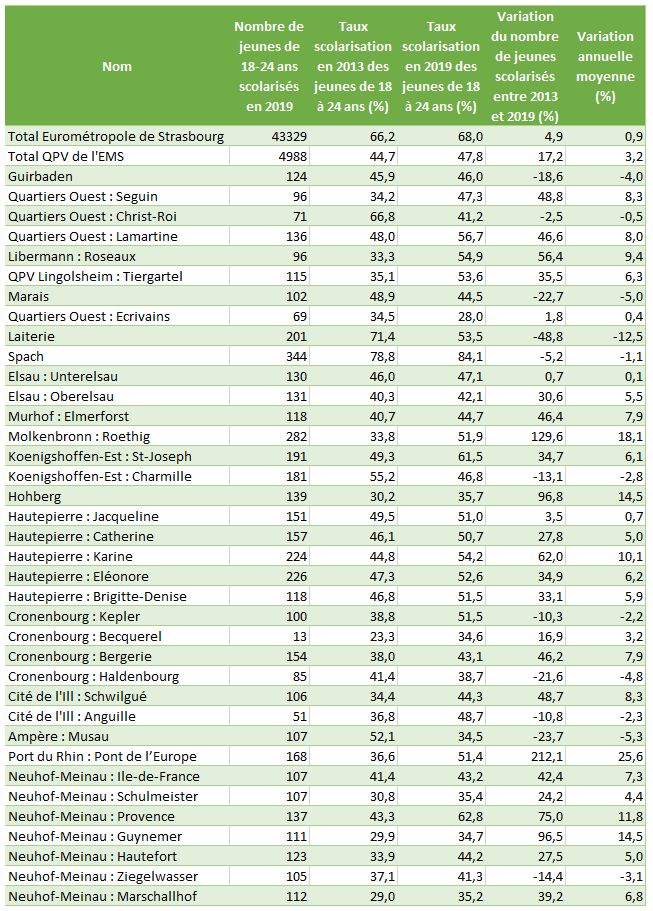 Nom
Nombre de jeunes de 18-24 ans scolarisés en 2019
Taux scolarisation en 2013 des jeunes de 18 à 24 ans (%)
Taux scolarisation en 2019 des jeunes de 18 à 24 ans (%)
Variation du nombre de jeunes scolarisés entre 2013 et 2019 (%)
Variation annuelle moyenne (%)
Total Eurométropole de Strasbourg 43329 66,2 68,0 4,9 0,9
Total QPV de l'EMS 4988 44,7 47,8 17,2 3,2
Guirbaden 124 45,9 46,0 -18,6 -4,0
Quartiers Ouest : Seguin 96 34,2 47,3 48,8 8,3
Quartiers Ouest : Christ-Roi 71 66,8 41,2 -2,5 -0,5
Quartiers Ouest : Lamartine 136 48,0 56,7 46,6 8,0
Libermann : Roseaux 96 33,3 54,9 56,4 9,4
QPV Lingolsheim : Tiergartel 115 35,1 53,6 35,5 6,3
Marais 102 48,9 44,5 -22,7 -5,0
Quartiers Ouest : Ecrivains 69 34,5 28,0 1,8 0,4
Laiterie 201 71,4 53,5 -48,8 -12,5
Spach 344 78,8 84,1 -5,2 -1,1
Elsau : Unterelsau 130 46,0 47,1 0,7 0,1
Elsau : Oberelsau 131 40,3 42,1 30,6 5,5
Murhof : Elmerforst 118 40,7 44,7 46,4 7,9
Molkenbronn : Roethig 282 33,8 51,9 129,6 18,1
Koenigshoffen-Est : St-Joseph 191 49,3 61,5 34,7 6,1
Koenigshoffen-Est : Charmille 181 55,2 46,8 -13,1 -2,8
Hohberg 139 30,2 35,7 96,8 14,5
Hautepierre : Jacqueline 151 49,5 51,0 3,5 0,7
Hautepierre : Catherine 157 46,1 50,7 27,8 5,0
Hautepierre : Karine 224 44,8 54,2 62,0 10,1
Hautepierre : Eléonore 226 47,3 52,6 34,9 6,2
Hautepierre : Brigitte-Denise 118 46,8 51,5 33,1 5,9
Cronenbourg : Kepler 100 38,8 51,5 -10,3 -2,2
Cronenbourg : Becquerel 13 23,3 34,6 16,9 3,2
Cronenbourg : Bergerie 154 38,0 43,1 46,2 7,9
Cronenbourg : Haldenbourg 85 41,4 38,7 -21,6 -4,8
Cité de l'Ill : Schwilgué 106 34,4 44,3 48,7 8,3
Cité de l'Ill : Anguille 51 36,8 48,7 -10,8 -2,3
Ampère : Musau 107 52,1 34,5 -23,7 -5,3
Port du Rhin : Pont de l’Europe 168 36,6 51,4 212,1 25,6
Neuhof-Meinau : Ile-de-France 107 41,4 43,2 42,4 7,3
Neuhof-Meinau : Schulmeister 107 30,8 35,4 24,2 4,4
Neuhof-Meinau : Provence 137 43,3 62,8 75,0 11,8
Neuhof-Meinau : Guynemer 111 29,9 34,7 96,5 14,5
Neuhof-Meinau : Hautefort 123 33,9 44,2 27,5 5,0
Neuhof-Meinau : Ziegelwasser 105 37,1 41,3 -14,4 -3,1
Neuhof-Meinau : Marschallhof 112 29,0 35,2 39,2 6,8